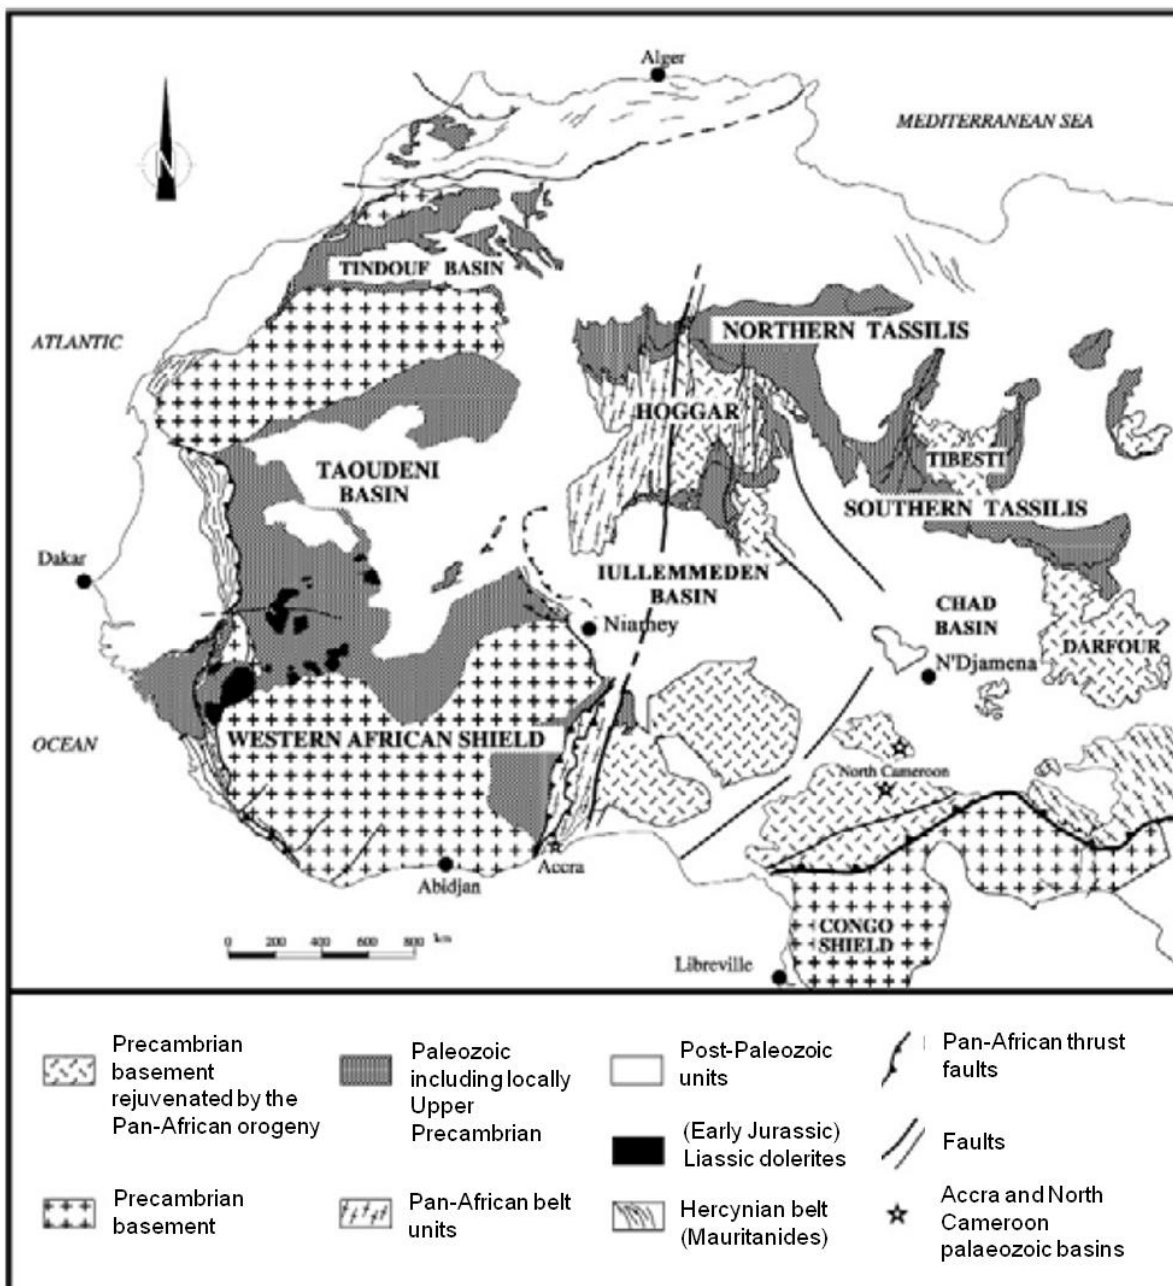 Alger
MEDITERRANEAN SEA
N
TINDOUF BASIN
ATLANTIC
NORTHERN TASSILIS
HOGGAR
TAOUDENI
BASIN
TIBESTI
SOUTHERN TASSILIS
Dakar
IULLEMMEDEN
BASIN
CHAD
BASIN
Niamey
DARFOUR
N'Djamena
OCEAN
WESTERN AFRICAN SHIELD
North Cameroon
Accra
Abidjan
CONGO
SHIELD
0 200 400 600 800 km
Libreville
Precambrian
basement
rejuvenated by the
Pan-African orogeny
Paleozoic
including locally
Upper
Precambrian
Post-Paleozoic
units
Pan-African thrust
faults
(Early Jurassic)
Liassic dolerites
Faults
Precambrian
basement
Pan-African belt
units
Hercynian belt
(Mauritanides)
Accra and North
Cameroon
palaeozoic basins